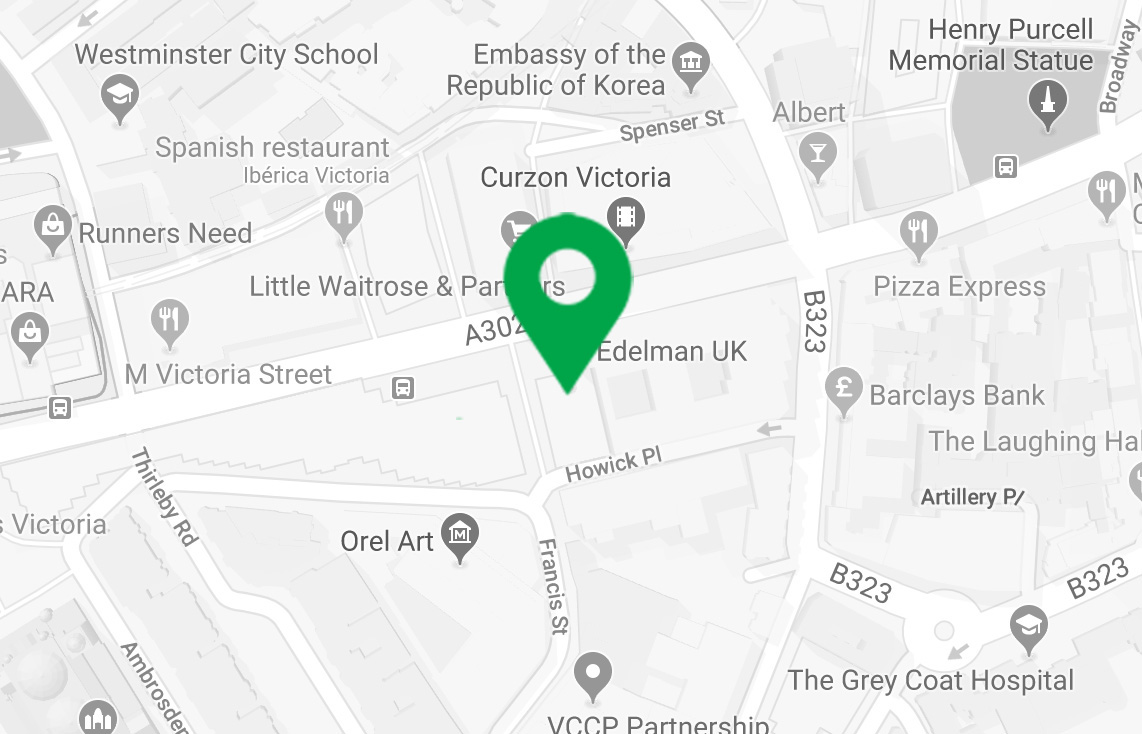 Henry Purcell
Memorial Statue
Broadway
Westminster City School
Embassy of the
Republic of Korea
Albert
Spenser St
Spanish restaurant
Ibérica Victoria
Curzon Victoria
Runners Need
s
ARA
Little Waitrose & Par rs
Pizza Express
A302
B323
Edelman UK
M Victoria Street
Barclays Bank
The Laughing Hal
Howick Pl
Artillery P
Thirleby Rd
s Victoria
Orel Art
Francis St
B323
B323
Ambrosden
The Grey Coat Hospital
VCCP Partnership